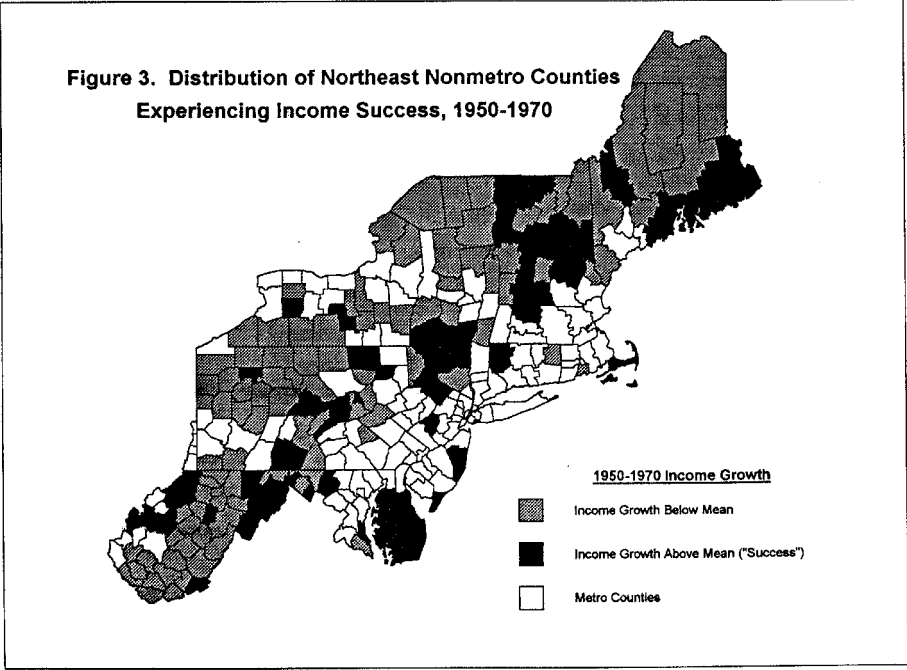 Figure 3. Distribution of Northeast Nonmetro Counties
Experiencing Income Success, 1950-1970
1950-1970 Income Growth
Income Growth Below Mean
Income Growth Above Mean ("Success")
Metro Counties